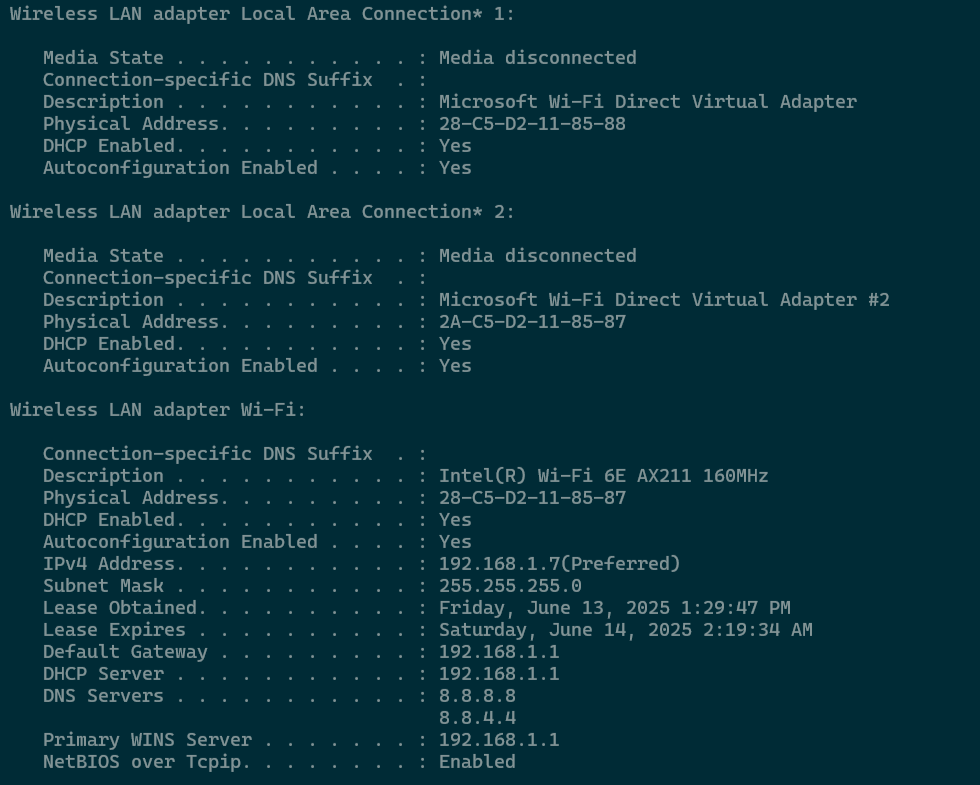 Wireless LAN adapter Local Area Connection* 1:

   Media State . . . . . . . . . . . : Media disconnected
   Connection-specific DNS Suffix  . :
   Description . . . . . . . . . . . : Microsoft Wi-Fi Direct Virtual Adapter
   Physical Address. . . . . . . . . : 28-C5-D2-11-85-88
   DHCP Enabled. . . . . . . . . . . : Yes
   Autoconfiguration Enabled . . . . : Yes

Wireless LAN adapter Local Area Connection* 2:

   Media State . . . . . . . . . . . : Media disconnected
   Connection-specific DNS Suffix  . :
   Description . . . . . . . . . . . : Microsoft Wi-Fi Direct Virtual Adapter #2
   Physical Address. . . . . . . . . : 2A-C5-D2-11-85-87
   DHCP Enabled. . . . . . . . . . . : Yes
   Autoconfiguration Enabled . . . . : Yes

Wireless LAN adapter Wi-Fi:

   Connection-specific DNS Suffix  . :
   Description . . . . . . . . . . . : Intel(R) Wi-Fi 6E AX211 160MHz
   Physical Address. . . . . . . . . : 28-C5-D2-11-85-87
   DHCP Enabled. . . . . . . . . . . : Yes
   Autoconfiguration Enabled . . . . : Yes
   IPv4 Address. . . . . . . . . . . : 192.168.1.7(Preferred)
   Subnet Mask . . . . . . . . . . . : 255.255.255.0
   Lease Obtained. . . . . . . . . . : Friday, June 13, 2025 1:29:47 PM
   Lease Expires . . . . . . . . . . : Saturday, June 14, 2025 2:19:34 AM
   Default Gateway . . . . . . . . . : 192.168.1.1
   DHCP Server . . . . . . . . . . . : 192.168.1.1
   DNS Servers . . . . . . . . . . . : 8.8.8.8
                                       8.8.4.4
   Primary WINS Server . . . . . . . : 192.168.1.1
   NetBIOS over Tcpip. . . . . . . . : Enabled